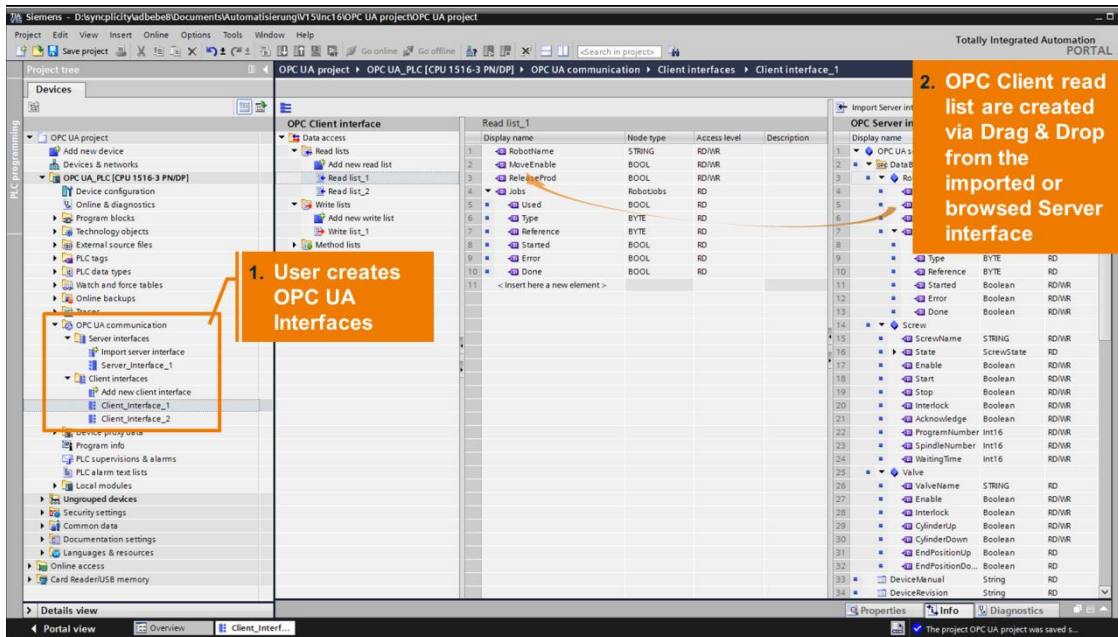 Siemens - D:\syncplicity\adbebe8\Documents\Automatisierung\V15\Inc16\OPC UA project\OPC UA project
Project Edit View Insert Online Options Tools Window Help
Totally Integrated Automation
PORTAL
Save project Go online Go offline <Search in project>
Project tree
OPC UA project OPC UA_PLC [CPU 1516-3 PN/DP] OPC UA communication Client interfaces Client interface_1
Devices
PLC programming
OPC UA project
Add new device
Devices & networks
OPC UA_PLC [CPU 1516-3 PN/DP]
Device configuration
Online & diagnostics
Program blocks
Technology objects
External source files
PLC tags
PLC data types
Watch and force tables
Online backups
Traces
OPC UA communication
Server interfaces
Import server interface
Server_Interface_1
Client interfaces
Add new client interface
Client_Interface_1
Client_Interface_2
Device proxy data
Program info
PLC supervisions & alarms
PLC alarm text lists
Local modules
Ungrouped devices
Security settings
Common data
Documentation settings
Languages & resources
Online access
Card Reader/USB memory
1. User creates
OPC UA
Interfaces
OPC Client interface
Data access
Read lists
Add new read list
Read list_1
Read list_2
Write lists
Add new write list
Write list_1
Method lists
Read list_1
Display name Node type Access level Description
1 RobotName STRING RD/WR
2 MoveEnable BOOL RD/WR
3 ReleaseProd BOOL RD/WR
4 Jobs RobotJobs RD
5 Used BOOL RD
6 Type BYTE RD
7 Reference BYTE RD
8 Started BOOL RD
9 Error BOOL RD
10 Done BOOL RD
11 <Insert here a new element>
2. OPC Client read
list are created
via Drag & Drop
from the
imported or
browsed Server
interface
Import Server int
OPC Server in
Display name
1 OPC UA s
2 DataB
3 Ro
4
5
6
7
8
9 Type BYTE RD
10 Reference BYTE RD
11 Started Boolean RD/WR
12 Error Boolean RD/WR
13 Done Boolean RD/WR
14 Screw
15 ScrewName STRING RD/WR
16 State ScrewState RD
17 Enable Boolean RD/WR
18 Start Boolean RD/WR
19 Stop Boolean RD/WR
20 Interlock Boolean RD/WR
21 Acknowledge Boolean RD/WR
22 ProgramNumber Int16 RD/WR
23 SpindleNumber Int16 RD/WR
24 WaitingTime Int16 RD/WR
25 Valve
26 ValveName STRING RD
27 Enable Boolean RD/WR
28 Interlock Boolean RD/WR
29 CylinderUp Boolean RD/WR
30 CylinderDown Boolean RD/WR
31 EndPositionUp Boolean RD
32 EndPositionDo... Boolean RD
33 DeviceManual String RD
34 DeviceRevision String RD
Details view
Properties Info Diagnostics
Portal view Overview Client_Interf... The project OPC UA project was saved s...